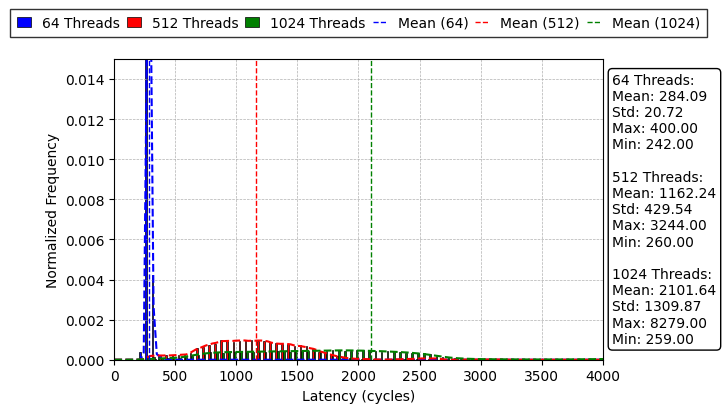 64 Threads 512 Threads 1024 Threads Mean (64) Mean (512) Mean (1024)
0.014
0.012
0.010
0.008
0.006
0.004
0.002
0.000
Normalized Frequency
0 500 1000 1500 2000 2500 3000 3500 4000
Latency (cycles)
64 Threads:
Mean: 284.09
Std: 20.72
Max: 400.00
Min: 242.00
512 Threads:
Mean: 1162.24
Std: 429.54
Max: 3244.00
Min: 260.00
1024 Threads:
Mean: 2101.64
Std: 1309.87
Max: 8279.00
Min: 259.00